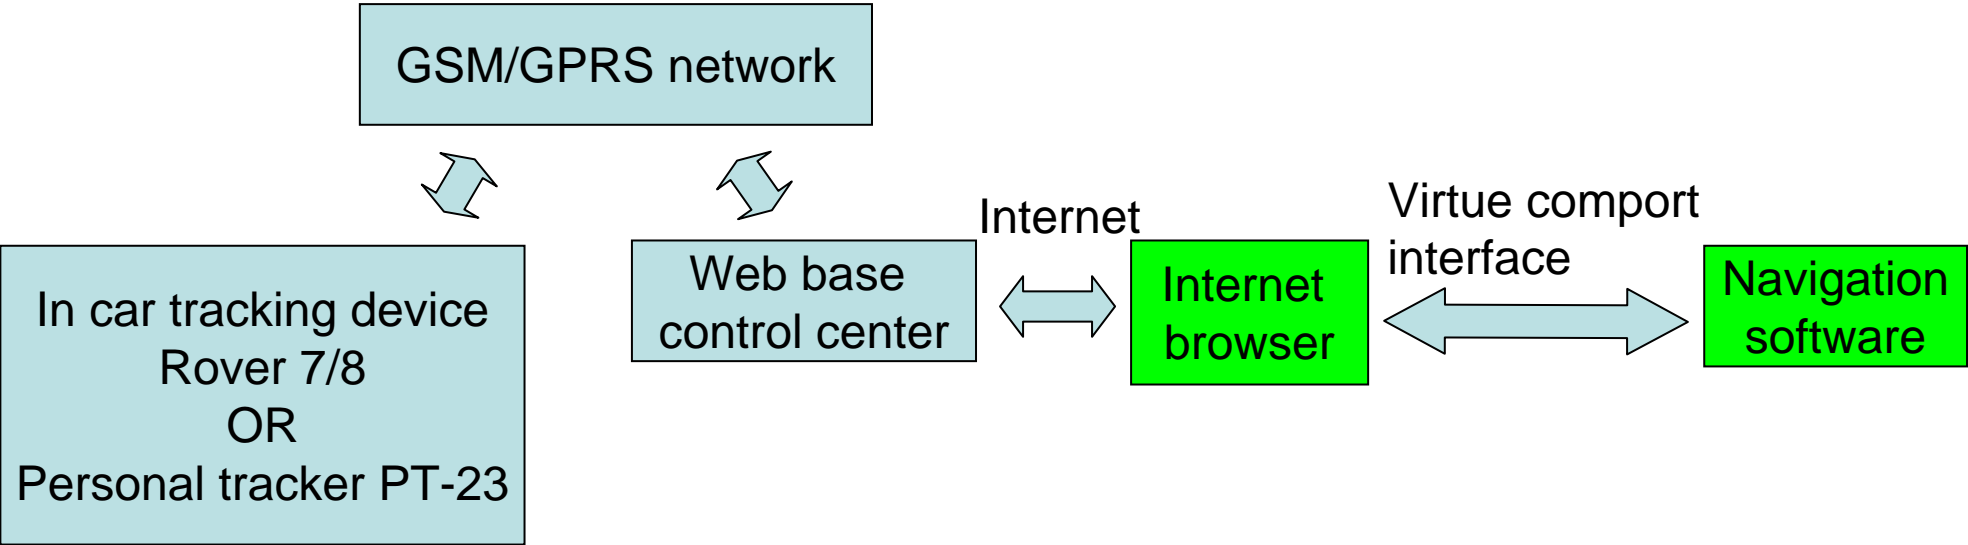 GSM/GPRS network
In car tracking device
Rover 7/8
OR
Personal tracker PT-23
Web base
control center
Internet
Internet
browser
Virtue comport
interface
Navigation
software